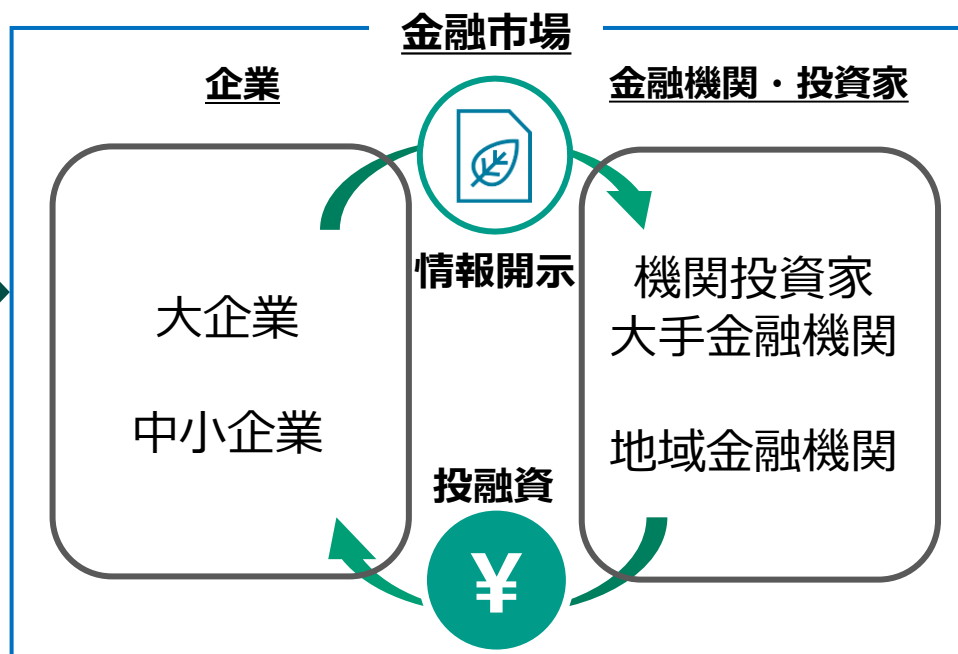 金融市場
企業
金融機関・投資家
情報開示
大企業
中小企業
機関投資家
大手金融機関
地域金融機関
投融資
¥